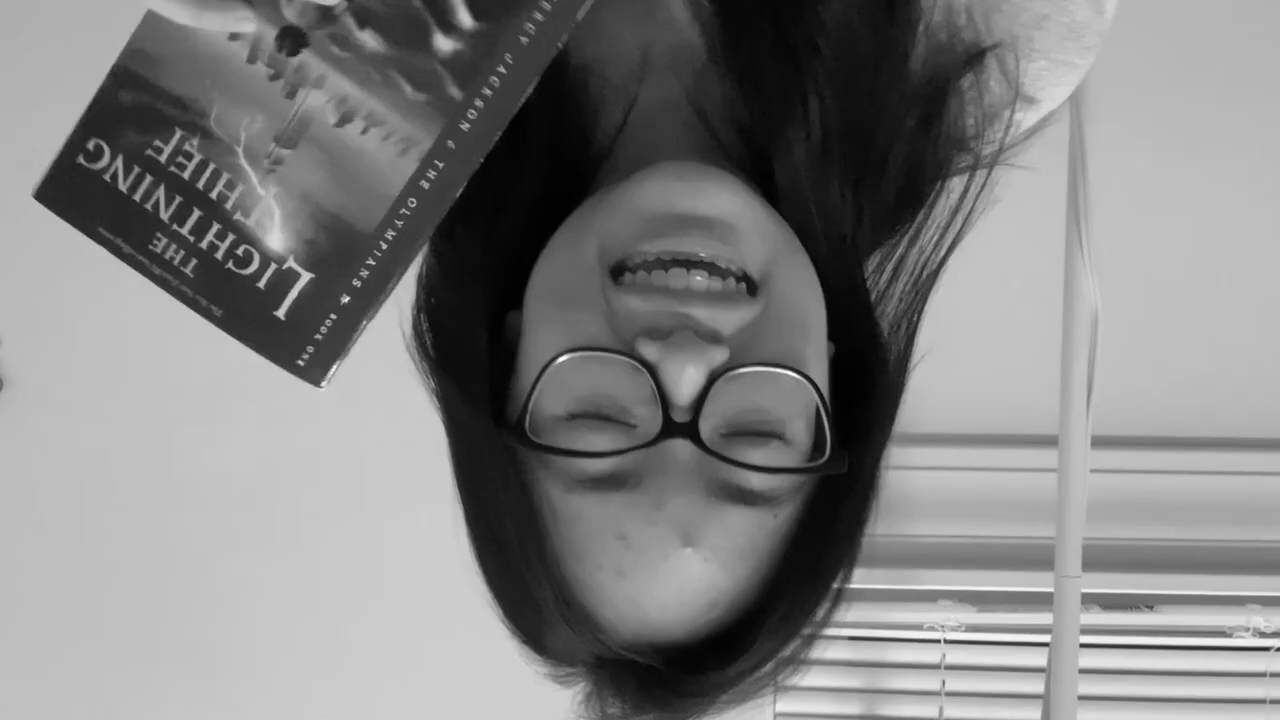 THE
LIGHTNING
THIEF
PERCY JACKSON & THE OLYMPIANS ★ BOOK ONE